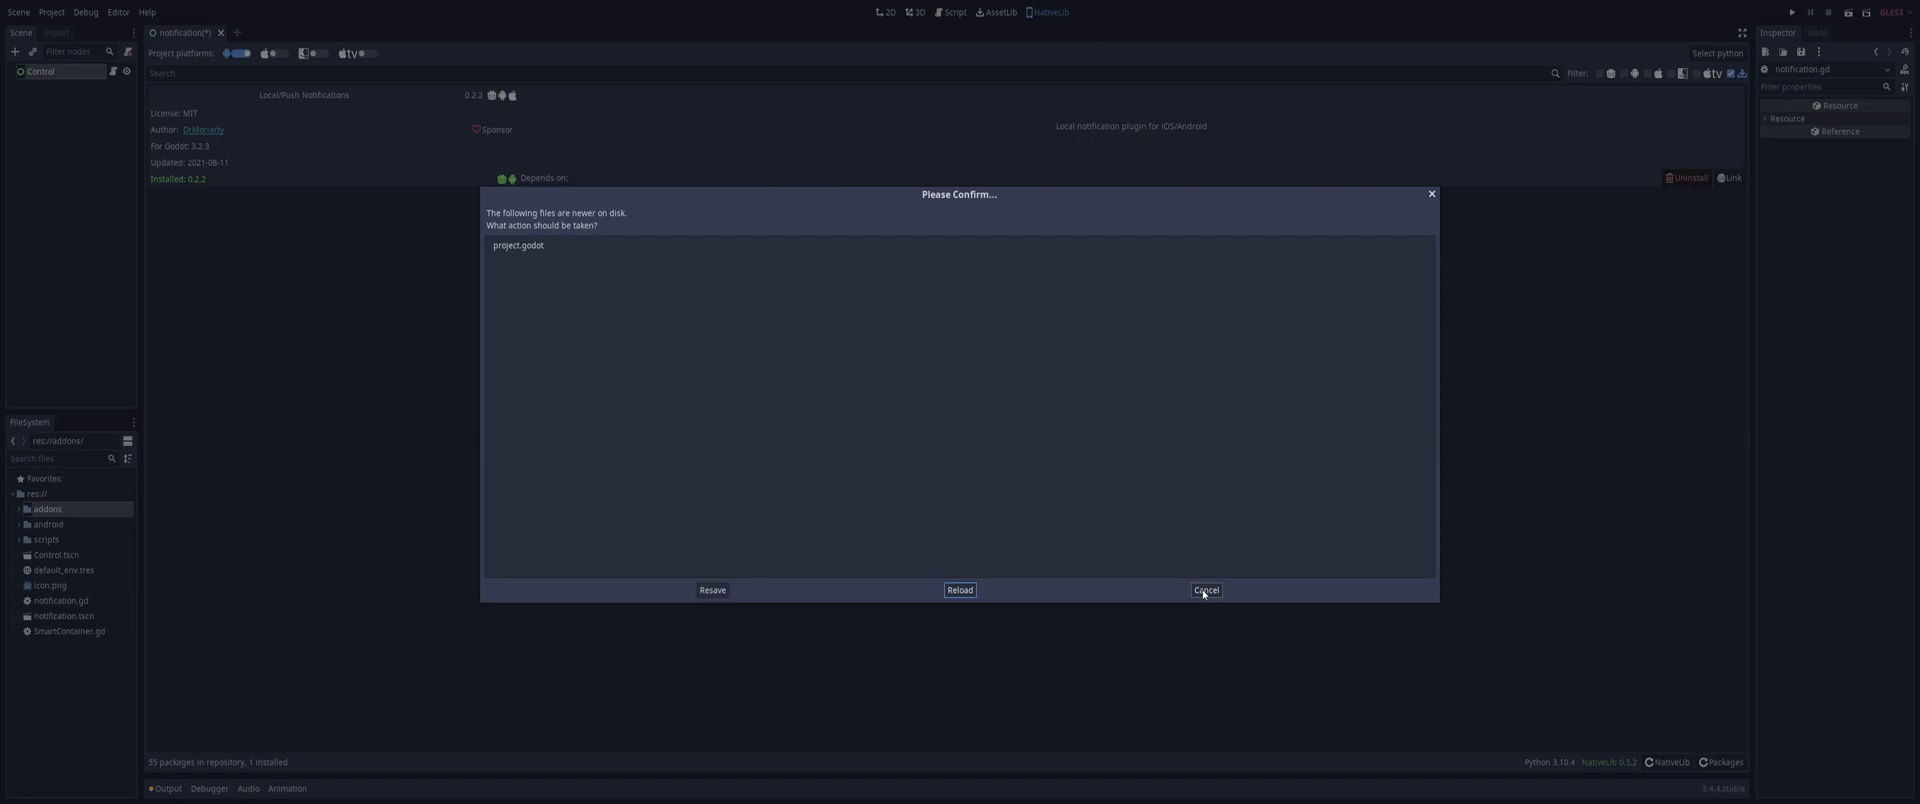 Scene Project Debug Editor Help
2D 3D Script AssetLib NativeLib
GLES3
Scene Import
Filter nodes
Control
notification(*)
Project platforms:
tv
Select python
Search
Filter:
tv
Local/Push Notifications 0.2.2
License: MIT
Author: DrMoriarty
Sponsor
Local notification plugin for iOS/Android
For Godot: 3.2.3
Updated: 2021-08-11
Installed: 0.2.2
Depends on:
Uninstall Link
Please Confirm...
The following files are newer on disk.
What action should be taken?
project.godot
Resave Reload Cancel
FileSystem
res://addons/
Search files
Favorites:
res://
addons
android
scripts
Control.tscn
default_env.tres
icon.png
notification.gd
notification.tscn
SmartContainer.gd
55 packages in repository, 1 installed
Python 3.10.4 NativeLib 0.5.2 NativeLib Packages
Output Debugger Audio Animation
3.4.4.stable
Inspector Node
notification.gd
Filter properties
Resource
Resource
Reference